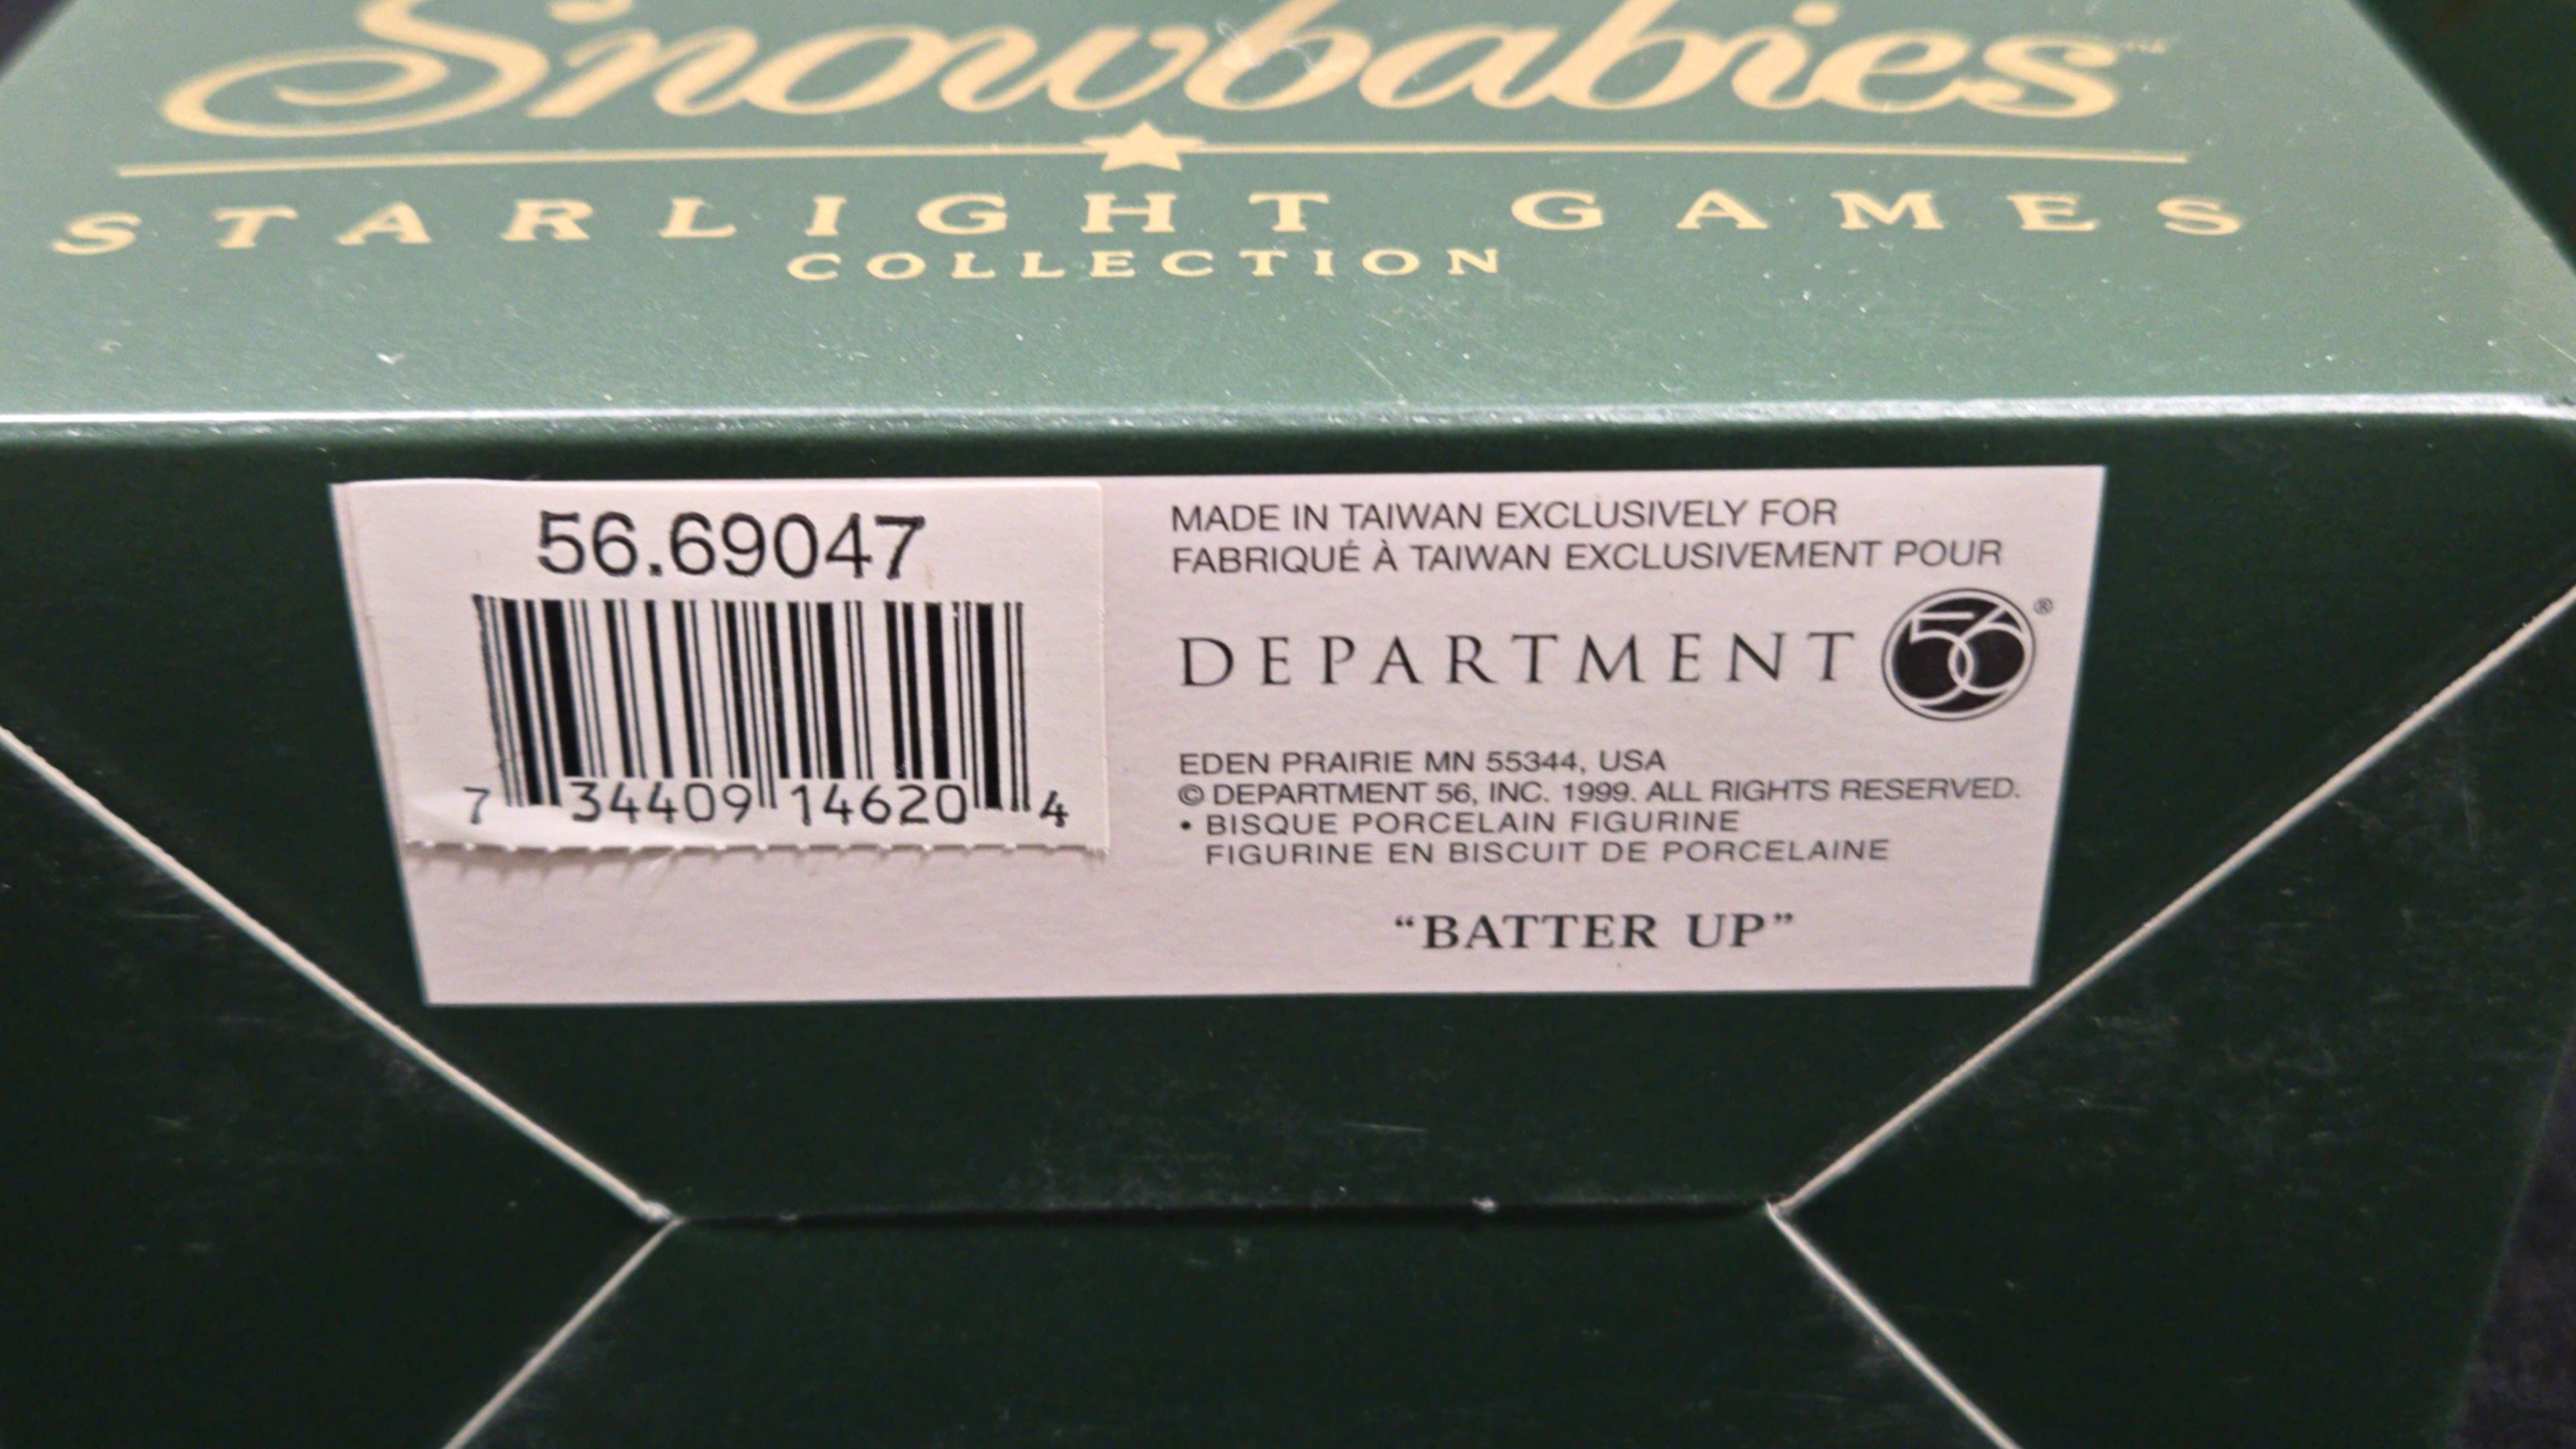 Snowbabies
STARLIGHT GAMES
COLLECTION
56.69047
7 34409 14620 4
MADE IN TAIWAN EXCLUSIVELY FOR
FABRIQUÉ À TAIWAN EXCLUSIVEMENT POUR
DEPARTMENT 56®
EDEN PRAIRIE MN 55344, USA
© DEPARTMENT 56, INC. 1999. ALL RIGHTS RESERVED.
• BISQUE PORCELAIN FIGURINE
FIGURINE EN BISCUIT DE PORCELAINE
“BATTER UP”